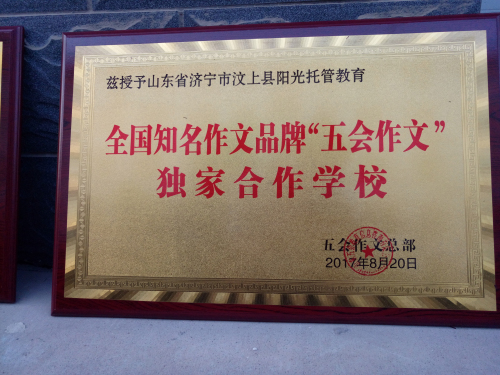 兹授予山东省济宁市汶上县阳光托管教育
全国知名作文品牌“五会作文”
独家合作学校
五会作文总部
2017年8月20日